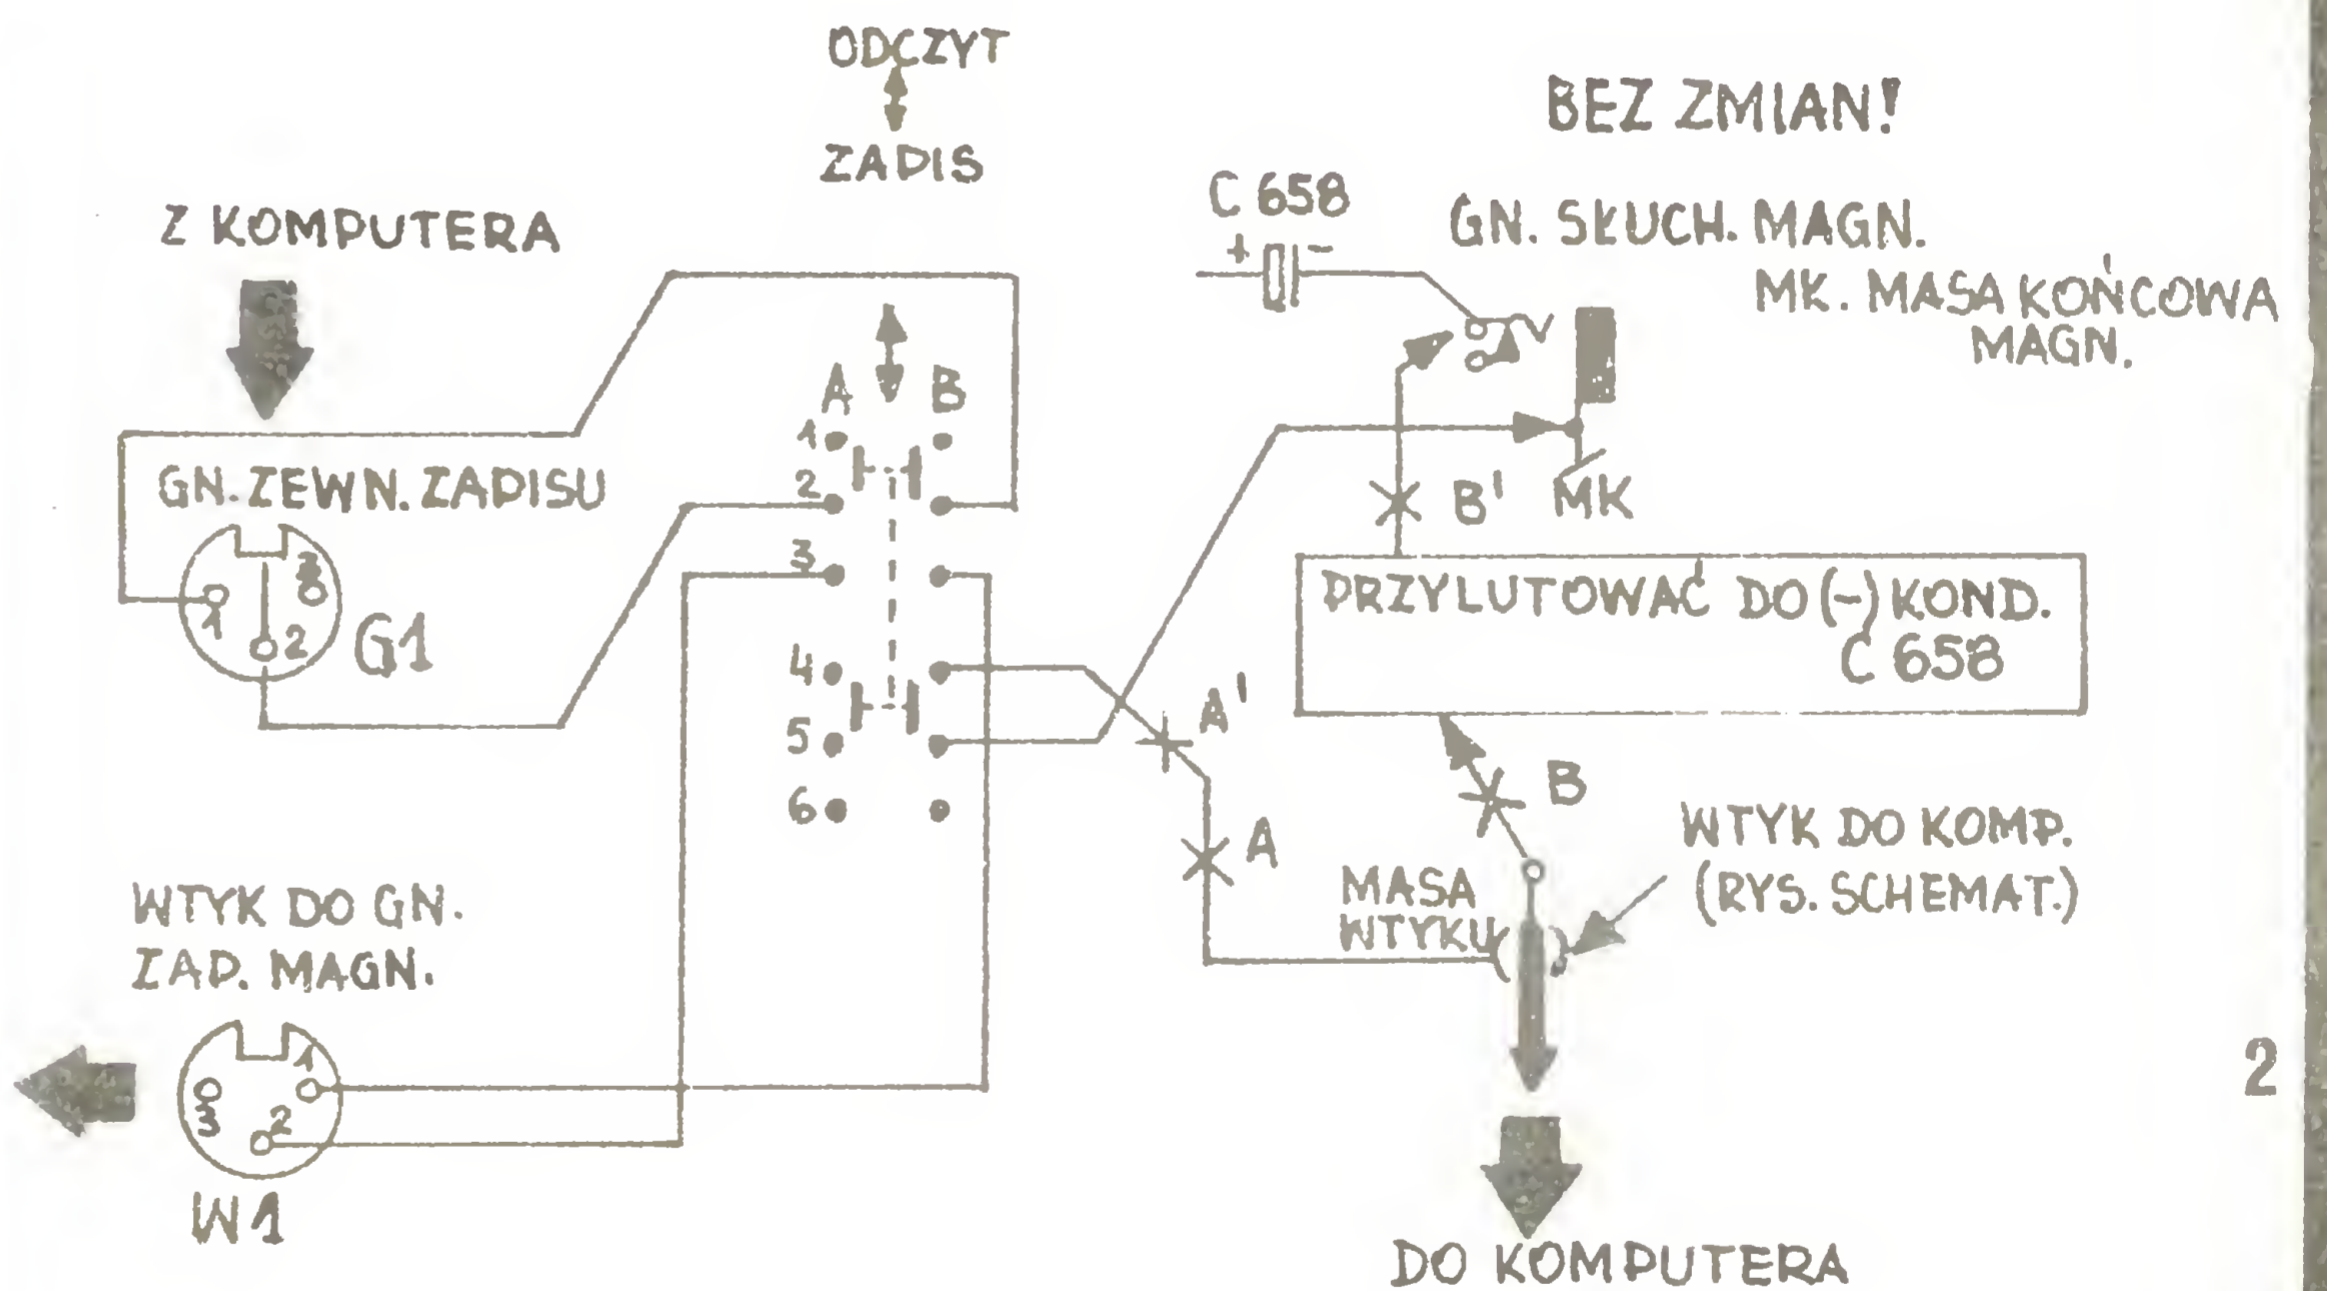 ODCZYT
ZAPIS
Z KOMPUTERA
BEZ ZMIAN!
C 658
+ -
GN. SŁUCH. MAGN.
MK. MASA KOŃCOWA
MAGN.
A B
1
2
3
4
5
6
GN. ZEWN. ZAPISU
1
2
3
G1
B'
MK
PRZYLUTOWAĆ DO (-) KOND.
C 658
A'
A
B
WTYK DO KOMP.
(RYS. SCHEMAT.)
MASA
WTYKU
WTYK DO GN.
ZAP. MAGN.
1
2
3
W1
2
DO KOMPUTERA